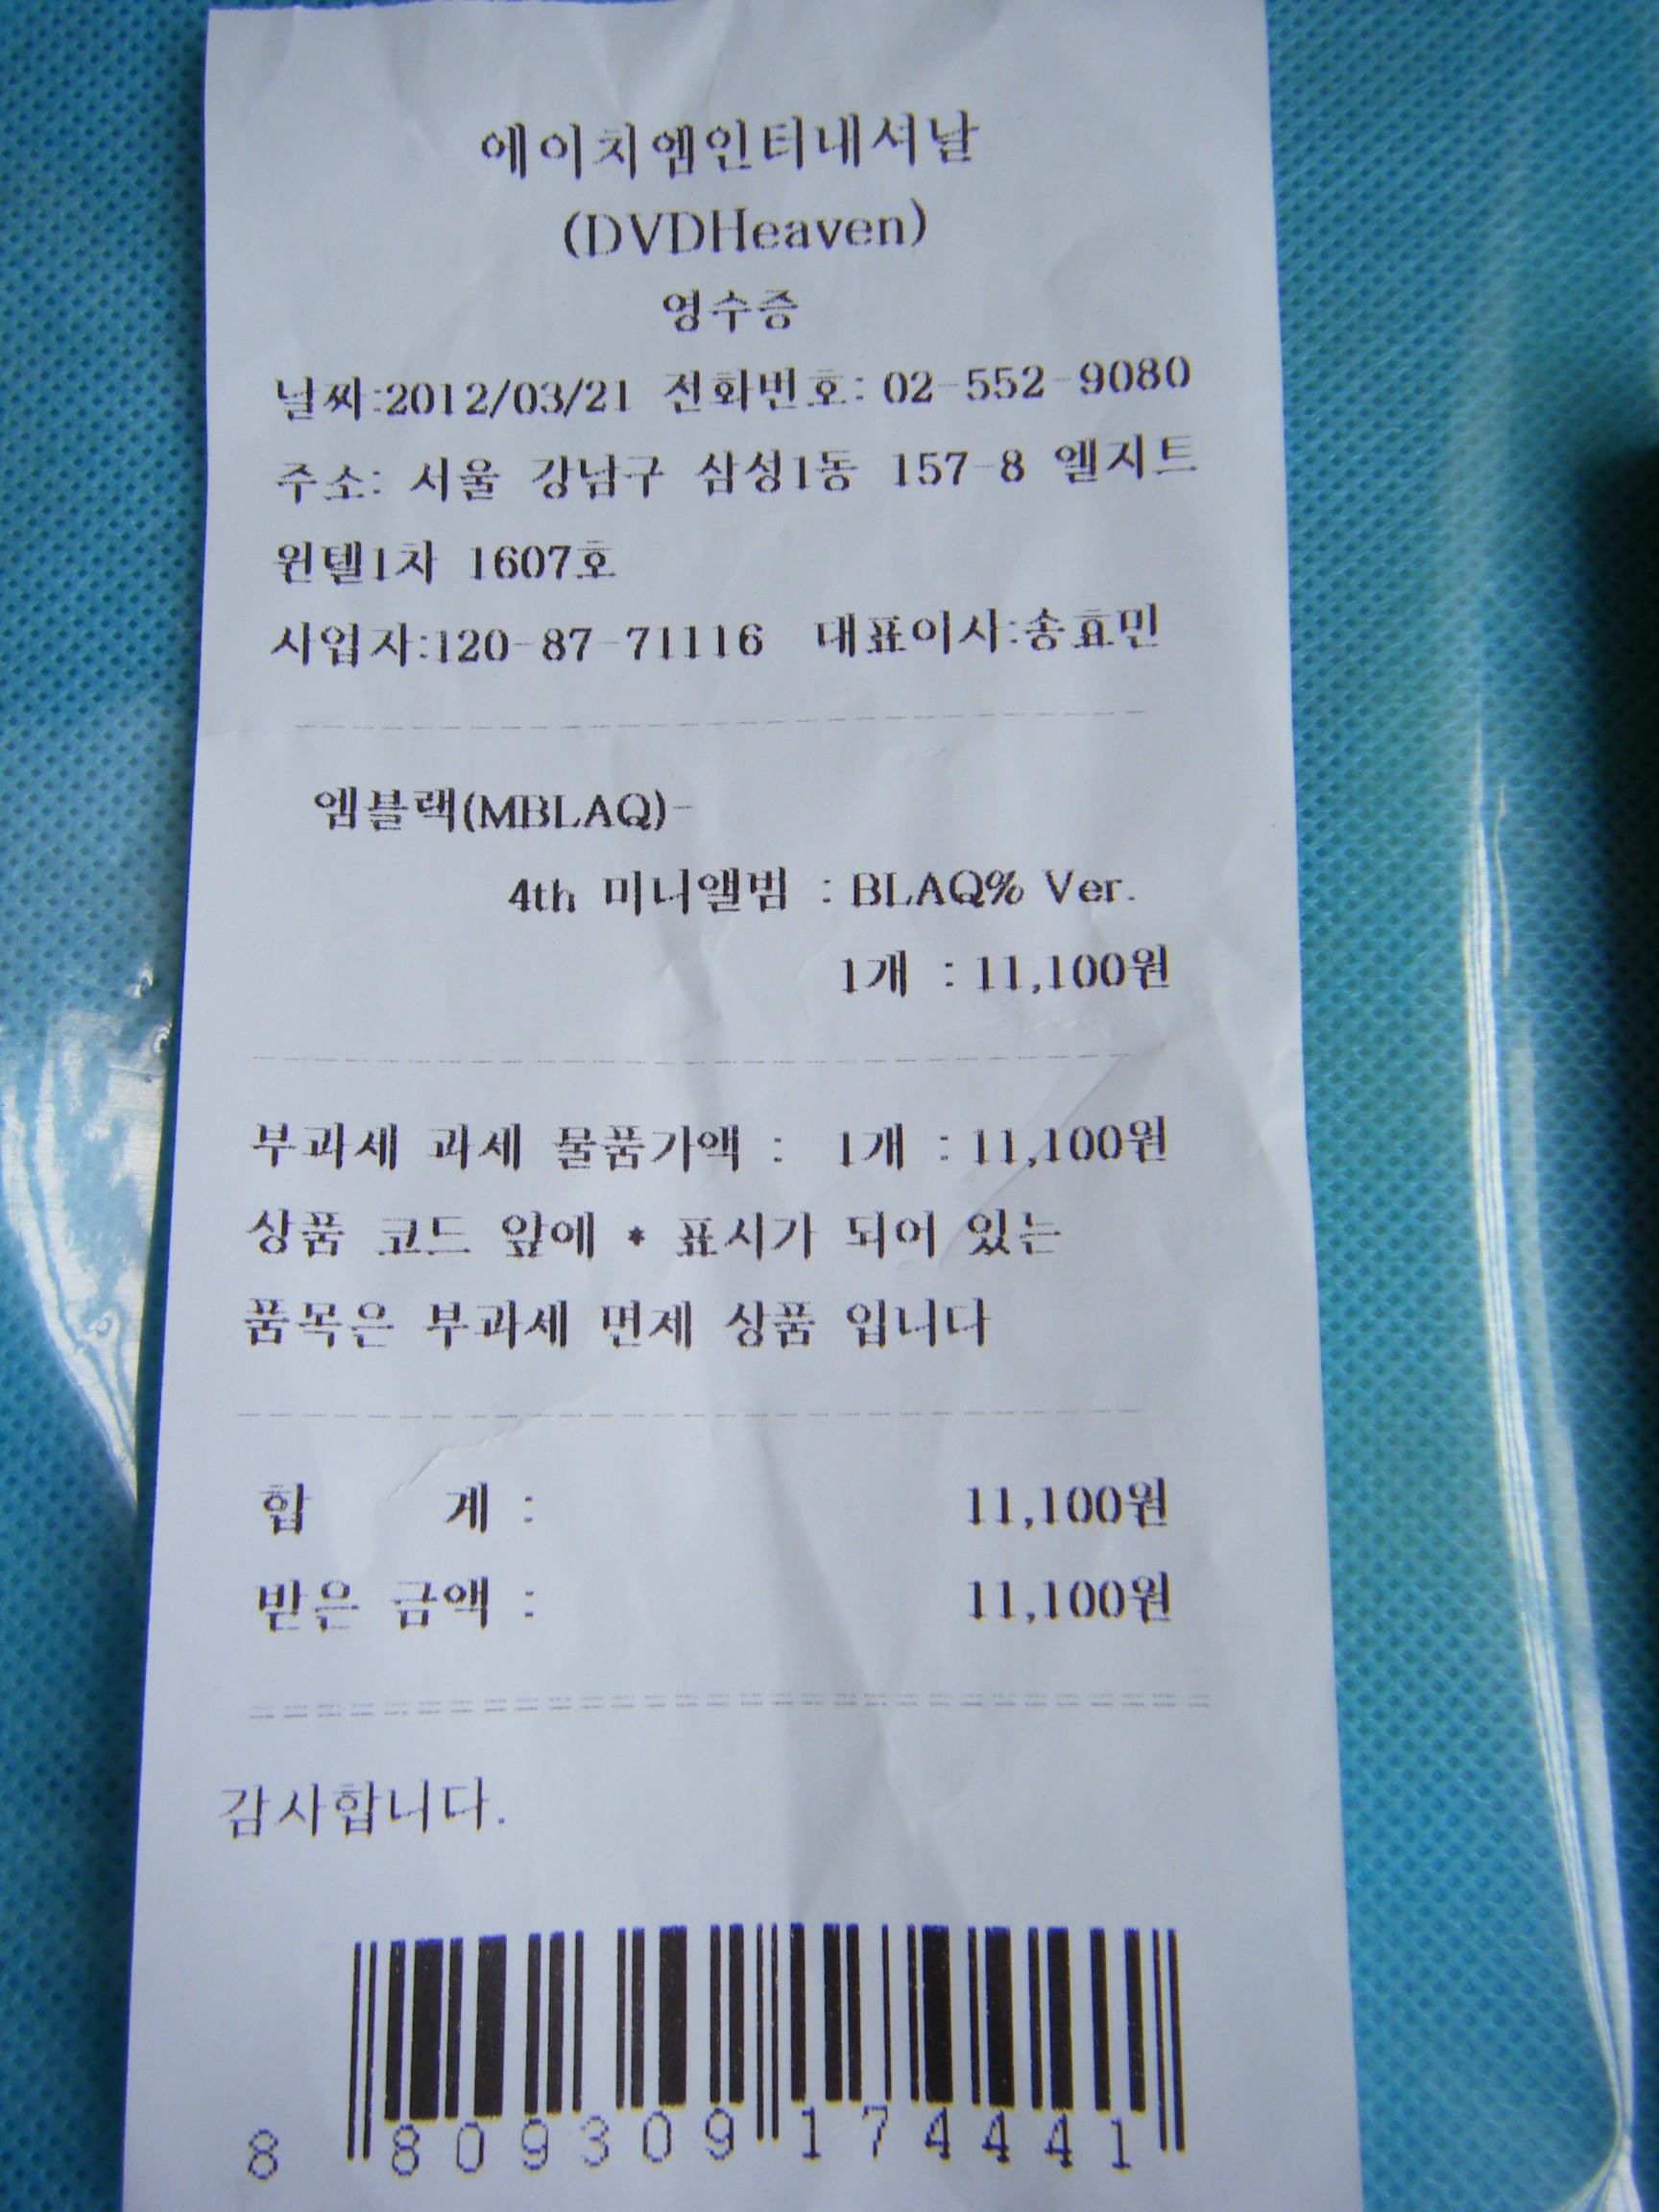 에이치엠인터내셔날
(DVDHeaven)
영수증
날짜:2012/03/21 전화번호: 02-552-9080
주소: 서울 강남구 삼성1동 157-8 엘지트
윈텔1차 1607호
사업자:120-87-71116 대표이사:송효민
엠블랙(MBLAQ)-
4th 미니앨범 : BLAQ% Ver.
1개 : 11,100원
부과세 과세 물품가액 : 1개 : 11,100원
상품 코드 앞에 * 표시가 되어 있는
품목은 부과세 면제 상품 입니다
합 계 : 11,100원
받은 금액 : 11,100원
감사합니다.
8 809309 174441